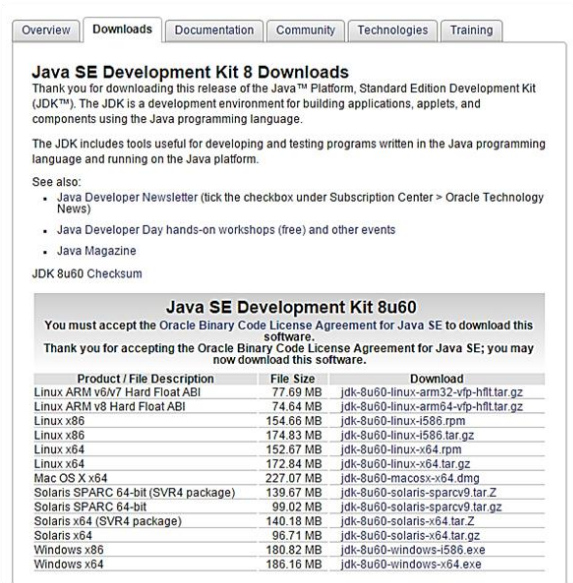 Overview Downloads Documentation Community Technologies Training
Java SE Development Kit 8 Downloads
Thank you for downloading this release of the Java™ Platform, Standard Edition Development Kit
(JDK™). The JDK is a development environment for building applications, applets, and
components using the Java programming language.
The JDK includes tools useful for developing and testing programs written in the Java programming
language and running on the Java platform.
See also:
• Java Developer Newsletter (tick the checkbox under Subscription Center > Oracle Technology
News)
• Java Developer Day hands-on workshops (free) and other events
• Java Magazine
JDK 8u60 Checksum
Java SE Development Kit 8u60
You must accept the Oracle Binary Code License Agreement for Java SE to download this
software.
Thank you for accepting the Oracle Binary Code License Agreement for Java SE; you may
now download this software.
Product / File Description File Size Download
Linux ARM v6/v7 Hard Float ABI 77.69 MB jdk-8u60-linux-arm32-vfp-hflt.tar.gz
Linux ARM v8 Hard Float ABI 74.64 MB jdk-8u60-linux-arm64-vfp-hflt.tar.gz
Linux x86 154.66 MB jdk-8u60-linux-i586.rpm
Linux x86 174.83 MB jdk-8u60-linux-i586.tar.gz
Linux x64 152.67 MB jdk-8u60-linux-x64.rpm
Linux x64 172.84 MB jdk-8u60-linux-x64.tar.gz
Mac OS X x64 227.07 MB jdk-8u60-macosx-x64.dmg
Solaris SPARC 64-bit (SVR4 package) 139.67 MB jdk-8u60-solaris-sparcv9.tar.Z
Solaris SPARC 64-bit 99.02 MB jdk-8u60-solaris-sparcv9.tar.gz
Solaris x64 (SVR4 package) 140.18 MB jdk-8u60-solaris-x64.tar.Z
Solaris x64 96.71 MB jdk-8u60-solaris-x64.tar.gz
Windows x86 180.82 MB jdk-8u60-windows-i586.exe
Windows x64 186.16 MB jdk-8u60-windows-x64.exe